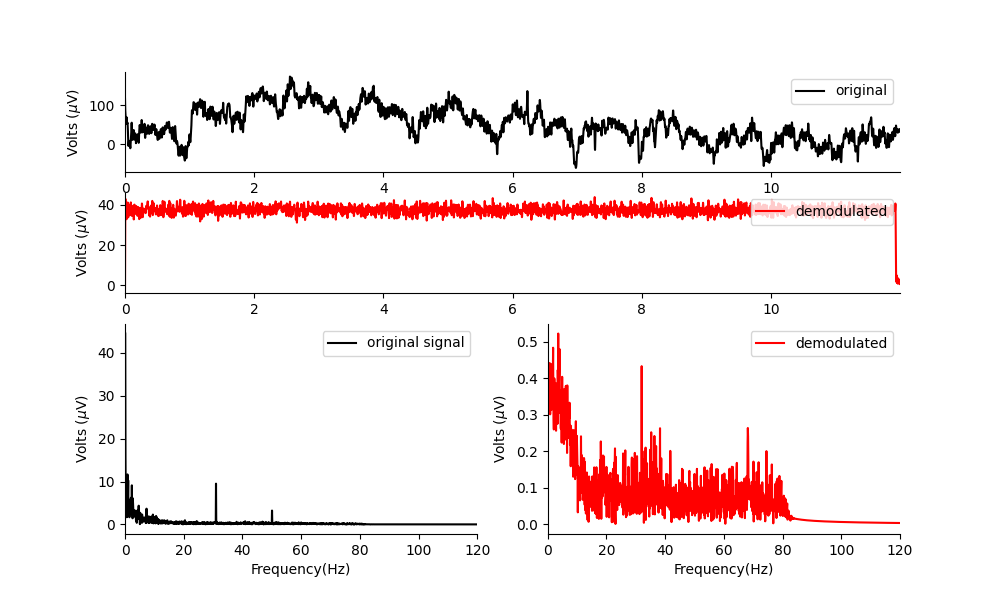 Volts (μV)
100
0
original
0 2 4 6 8 10
Volts (μV)
40
20
0
demodulated
0 2 4 6 8 10
Volts (μV)
40
30
20
10
0
original signal
0 20 40 60 80 100 120
Frequency(Hz)
Volts (μV)
0.5
0.4
0.3
0.2
0.1
0.0
demodulated
0 20 40 60 80 100 120
Frequency(Hz)